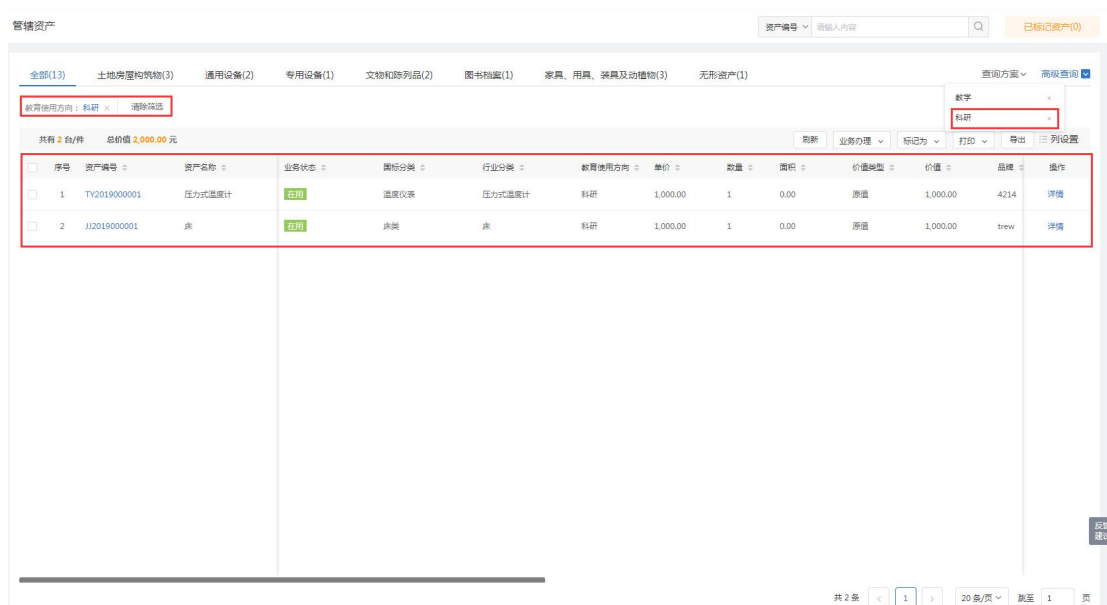 管辖资产 资产编号 请输入内容 已标记资产(0)
全部(13) 土地房屋构筑物(3) 通用设备(2) 专用设备(1) 文物和陈列品(2) 图书档案(1) 家具、用具、装具及动植物(3) 无形资产(1) 查询方案 高级查询
教育使用方向：科研 × 清除筛选
教学 ×
科研 ×
共有 2 台/件 总价值 2,000.00 元 刷新 业务办理 标记为 打印 导出 列设置
序号 资产编号 资产名称 业务状态 国标分类 行业分类 教育使用方向 单价 数量 面积 价值类型 价值 品牌 操作
1 TY2019000001 压力式温度计 在用 温度仪表 压力式温度计 科研 1,000.00 1 0.00 原值 1,000.00 4214 详情
2 JJ2019000001 床 在用 床类 床 科研 1,000.00 1 0.00 原值 1,000.00 trew 详情
共 2 条 < 1 > 20 条/页 跳至 1 页